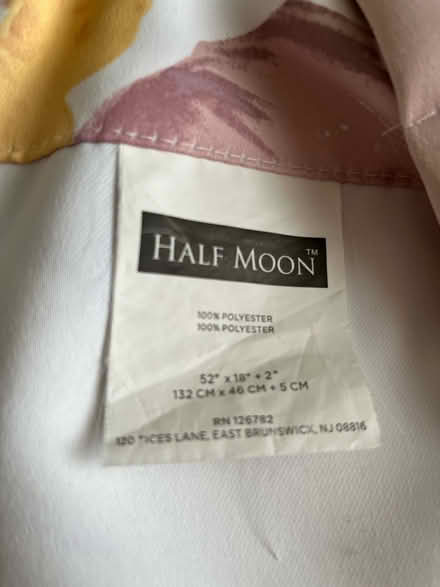 HALF MOON™
100% POLYESTER
100% POLYESTER
52" x 18" + 2"
132 CM x 46 CM + 5 CM
RN 126782
120 TICES LANE, EAST BRUNSWICK, NJ 08816